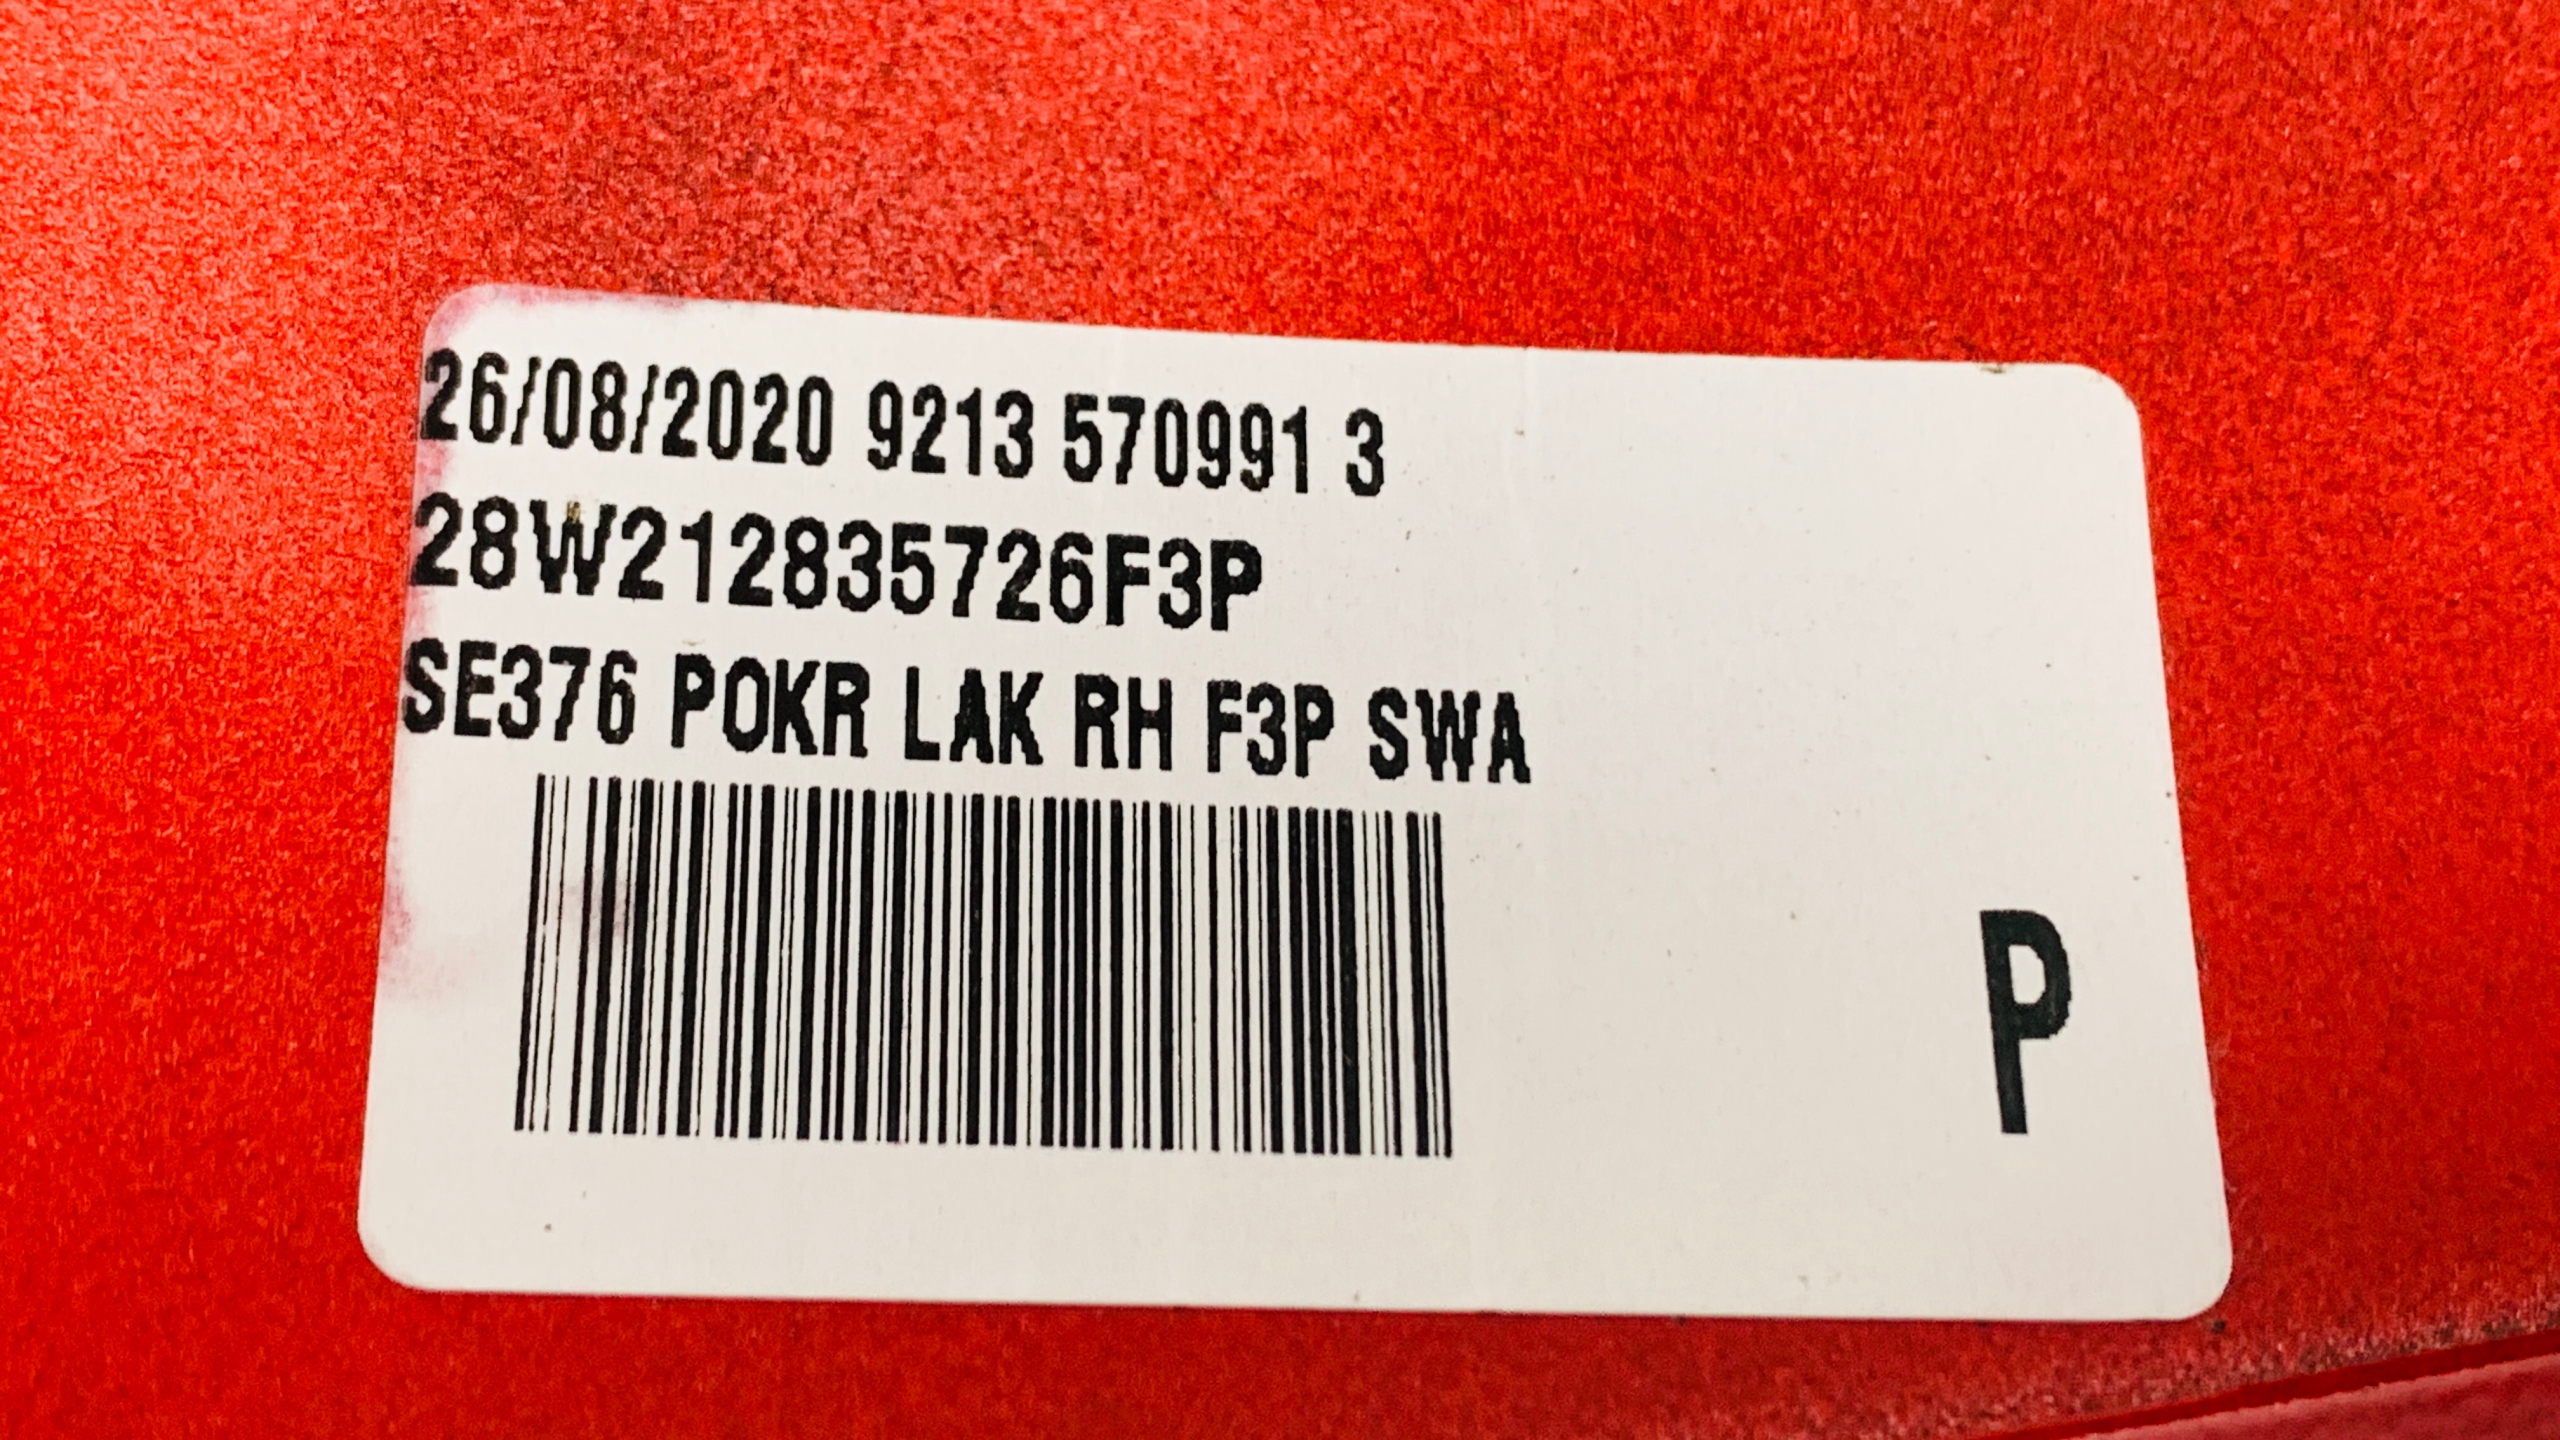 26/08/2020 9213 570991 3
28W212835726F3P
SE376 POKR LAK RH F3P SWA
P